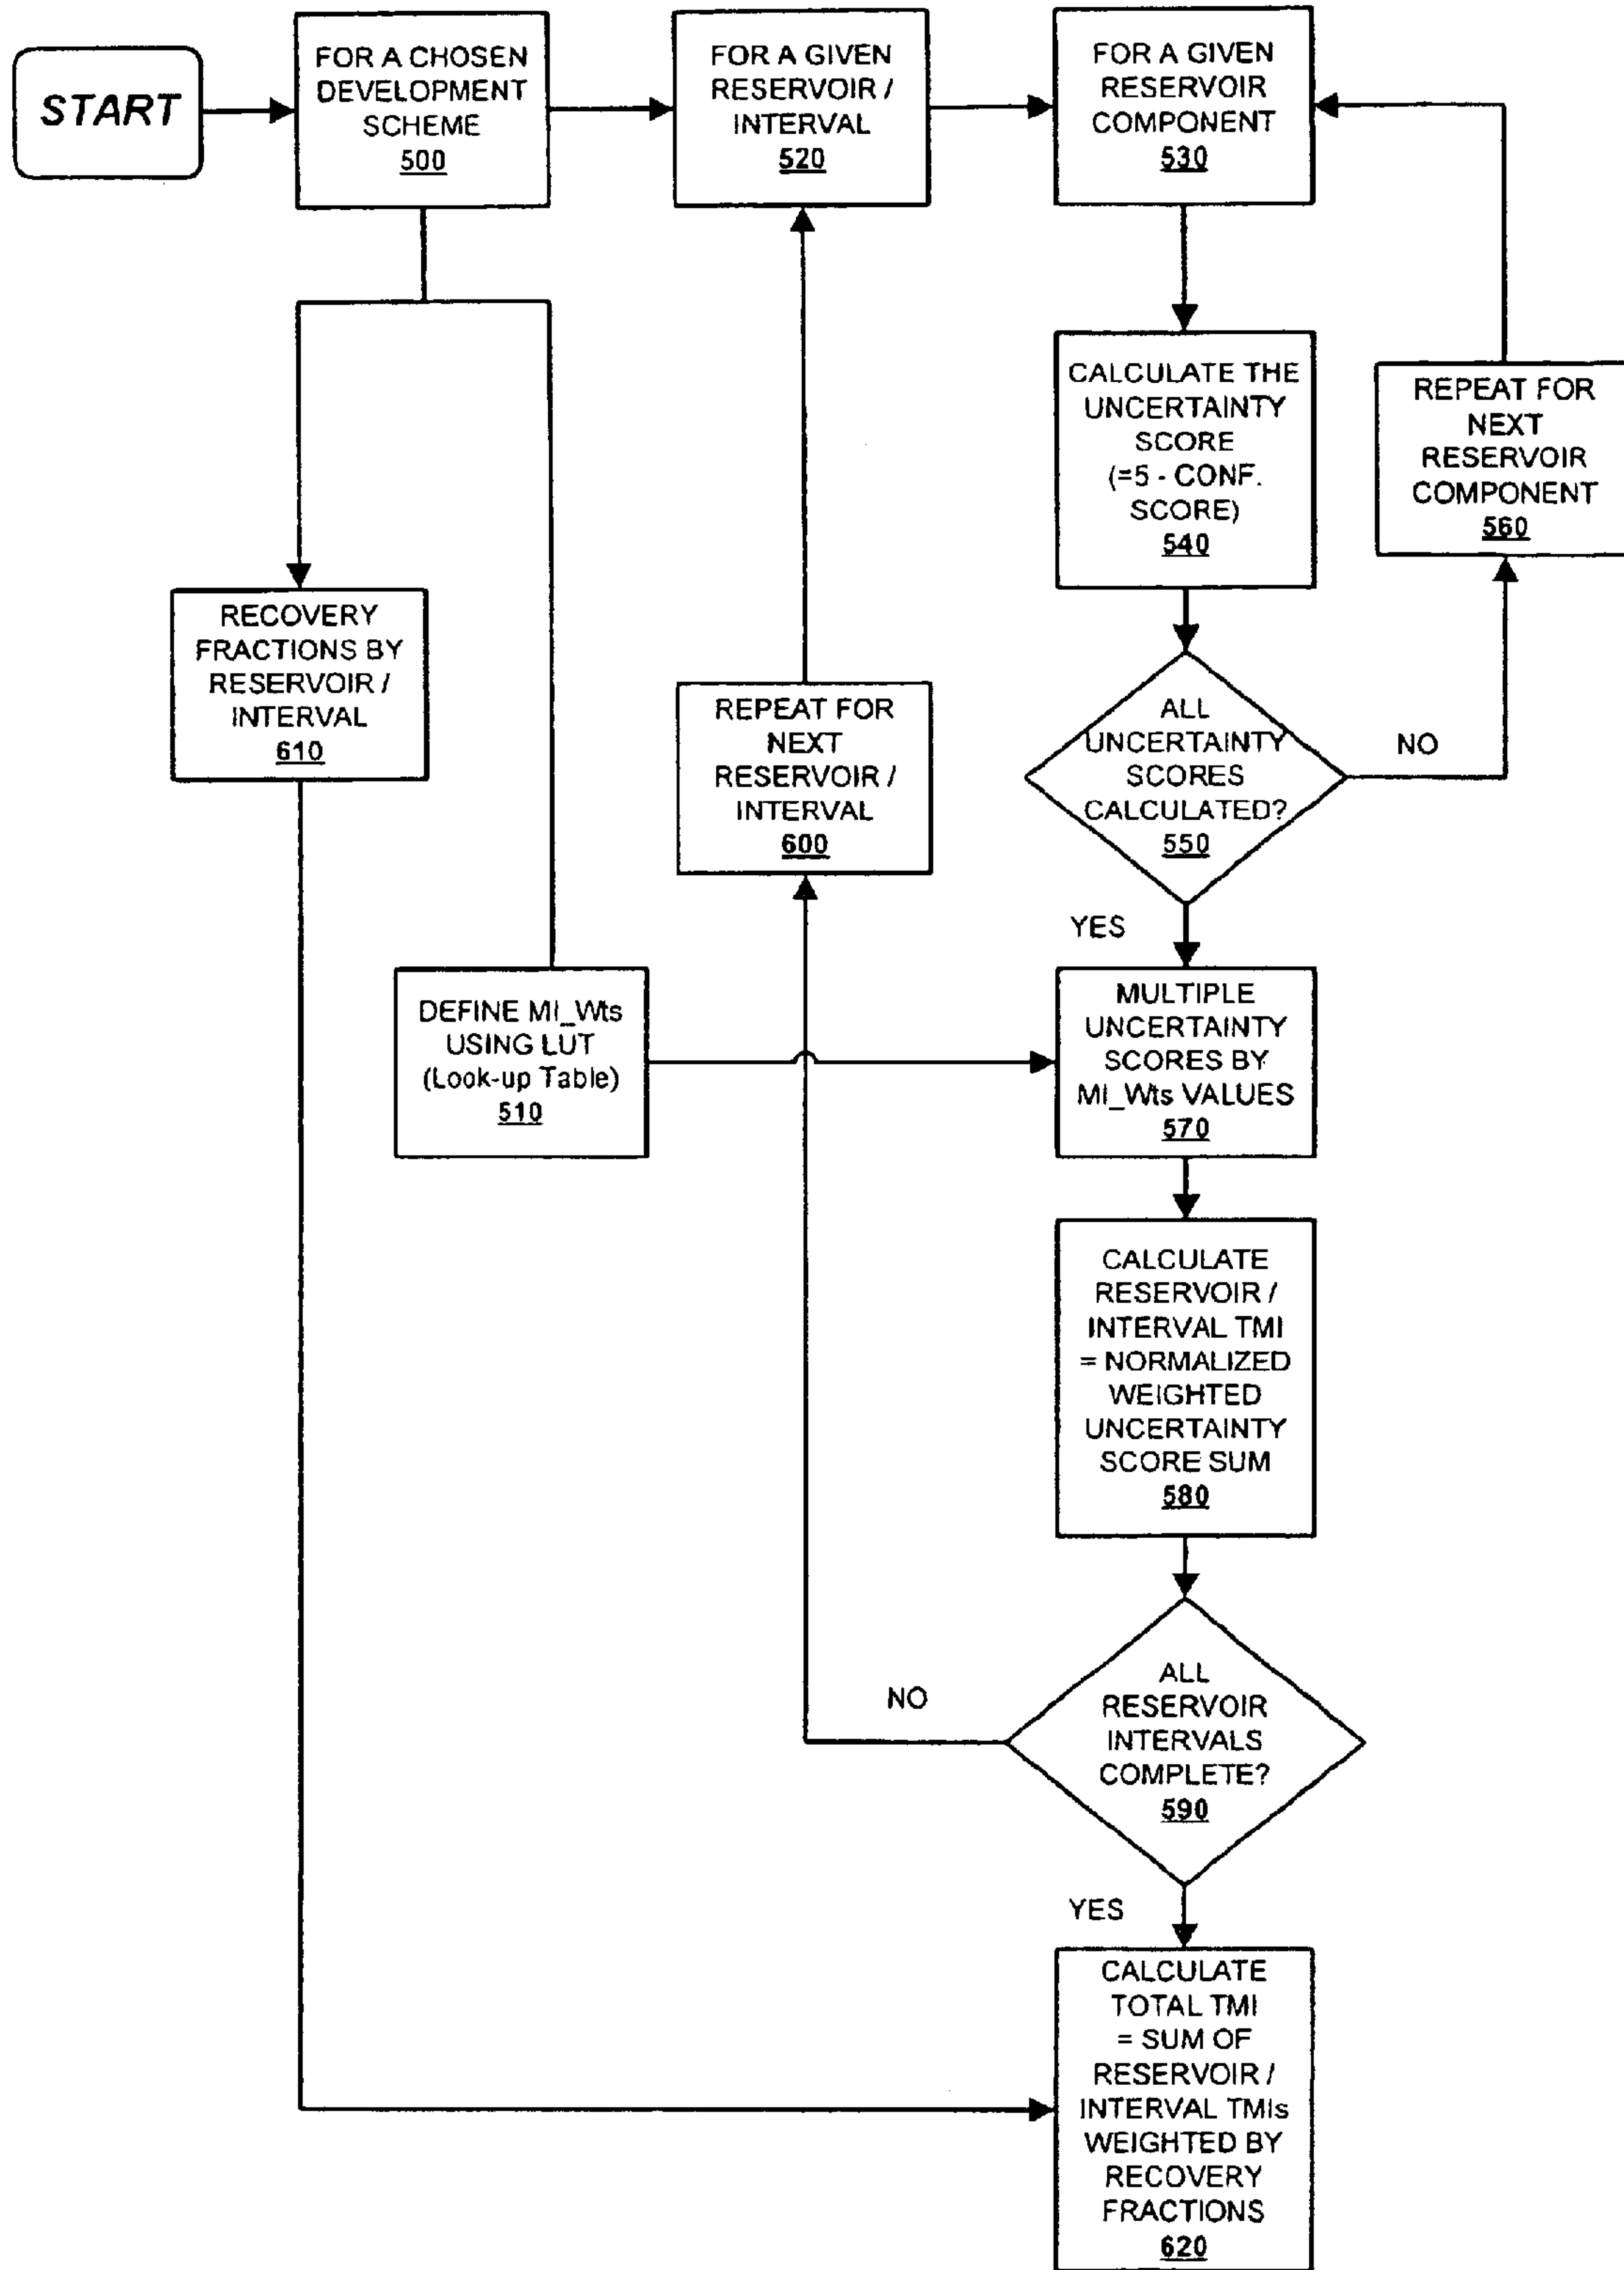 START
FOR A CHOSEN
DEVELOPMENT
SCHEME
500
FOR A GIVEN
RESERVOIR /
INTERVAL
520
FOR A GIVEN
RESERVOIR
COMPONENT
530
CALCULATE THE
UNCERTAINTY
SCORE
(=5 - CONF.
SCORE)
540
REPEAT FOR
NEXT
RESERVOIR
COMPONENT
560
RECOVERY
FRACTIONS BY
RESERVOIR /
INTERVAL
610
REPEAT FOR
NEXT
RESERVOIR /
INTERVAL
600
ALL
UNCERTAINTY
SCORES
CALCULATED?
550
NO
YES
DEFINE MI_Wts
USING LUT
(Look-up Table)
510
MULTIPLE
UNCERTAINTY
SCORES BY
MI_Wts VALUES
570
CALCULATE
RESERVOIR /
INTERVAL TMI
= NORMALIZED
WEIGHTED
UNCERTAINTY
SCORE SUM
580
NO
ALL
RESERVOIR
INTERVALS
COMPLETE?
590
YES
CALCULATE
TOTAL TMI
= SUM OF
RESERVOIR /
INTERVAL TMIs
WEIGHTED BY
RECOVERY
FRACTIONS
620